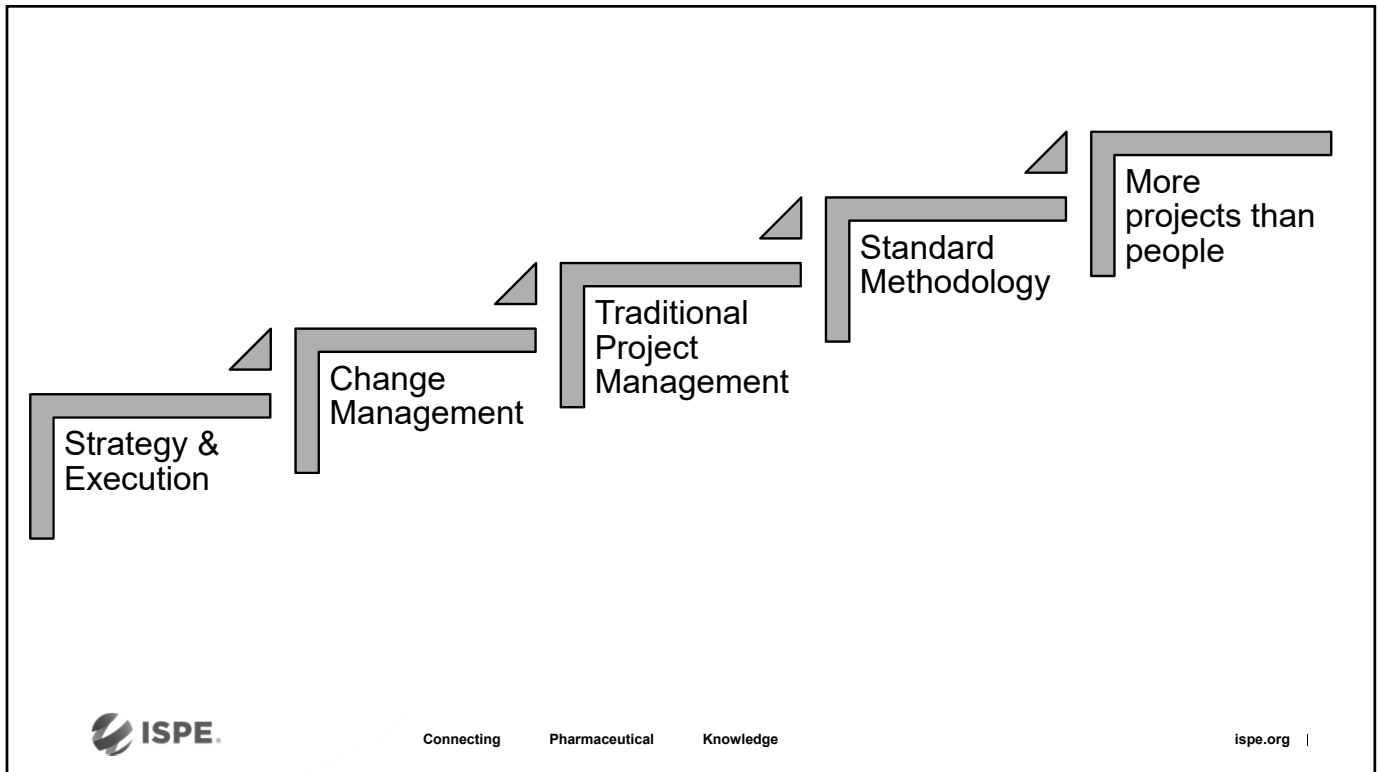 Strategy &
Execution
Change
Management
Traditional
Project
Management
Standard
Methodology
More
projects than
people
ISPE®
Connecting Pharmaceutical Knowledge
ispe.org |